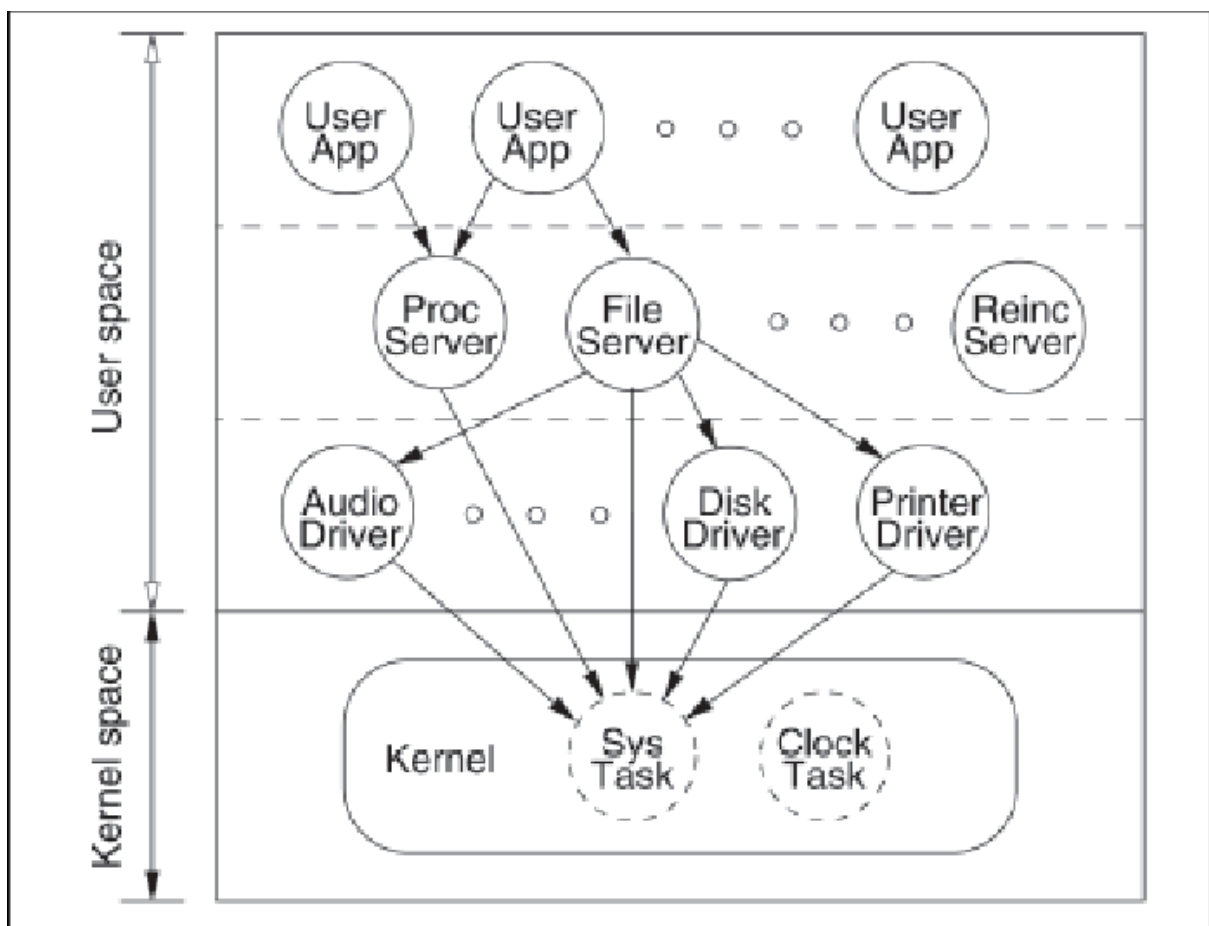 User
App
User
App
User
App
User space
Proc
Server
File
Server
Reinc
Server
Audio
Driver
Disk
Driver
Printer
Driver
Kernel space
Kernel
Sys
Task
Clock
Task